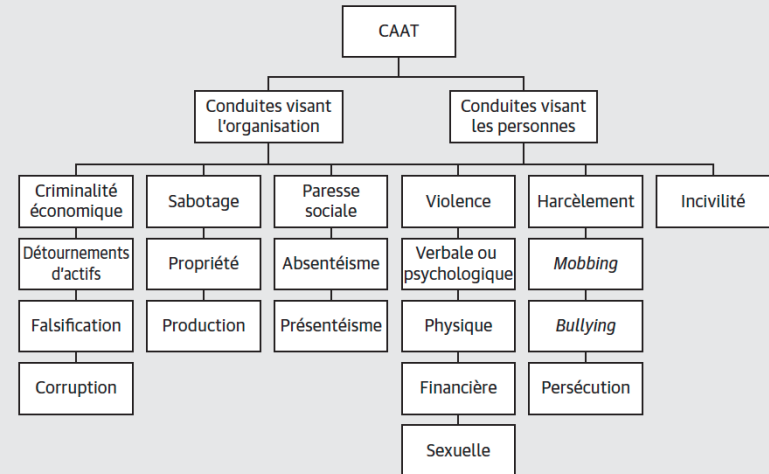 CAAT
Conduites visant
l'organisation
Conduites visant
les personnes
Criminalité
économique
Sabotage
Paresse
sociale
Violence
Harcèlement
Incivilité
Détournements
d'actifs
Propriété
Absentéisme
Verbale ou
psychologique
Mobbing
Falsification
Production
Présentéisme
Physique
Bullying
Corruption
Financière
Persécution
Sexuelle